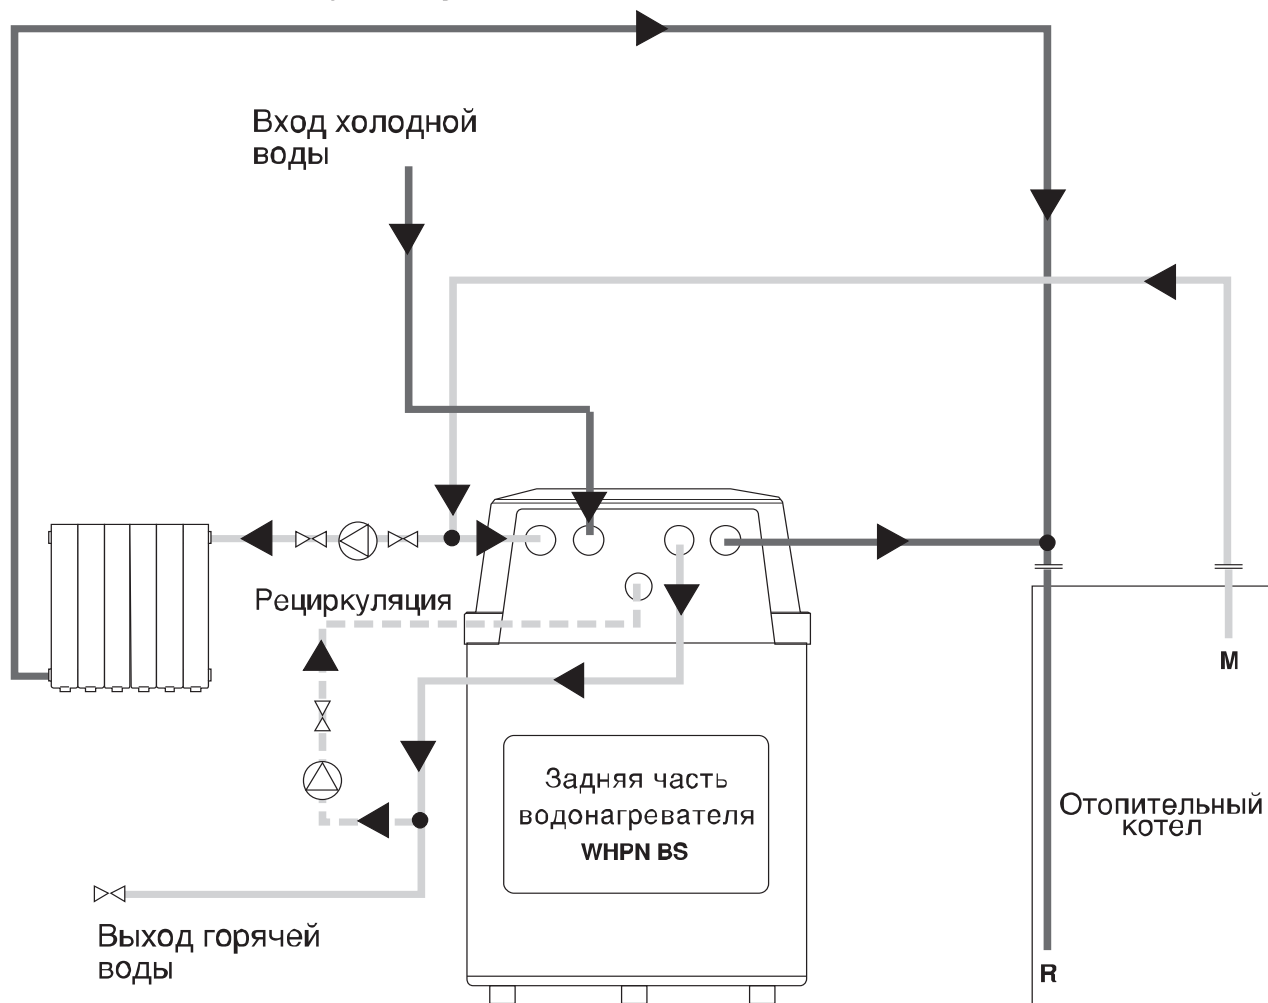 Вход холодной
воды
Рециркуляция
M
Задняя часть
водонагревателя
WHPN BS
Отопительный
котел
Выход горячей
воды
R